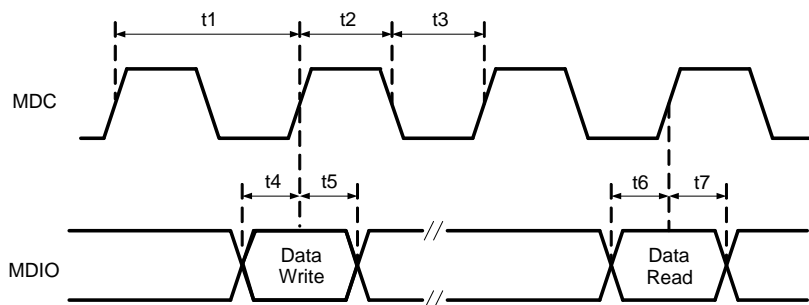 t1 t2 t3
MDC
t4 t5 t6 t7
Data Data
MDIO
Write Read